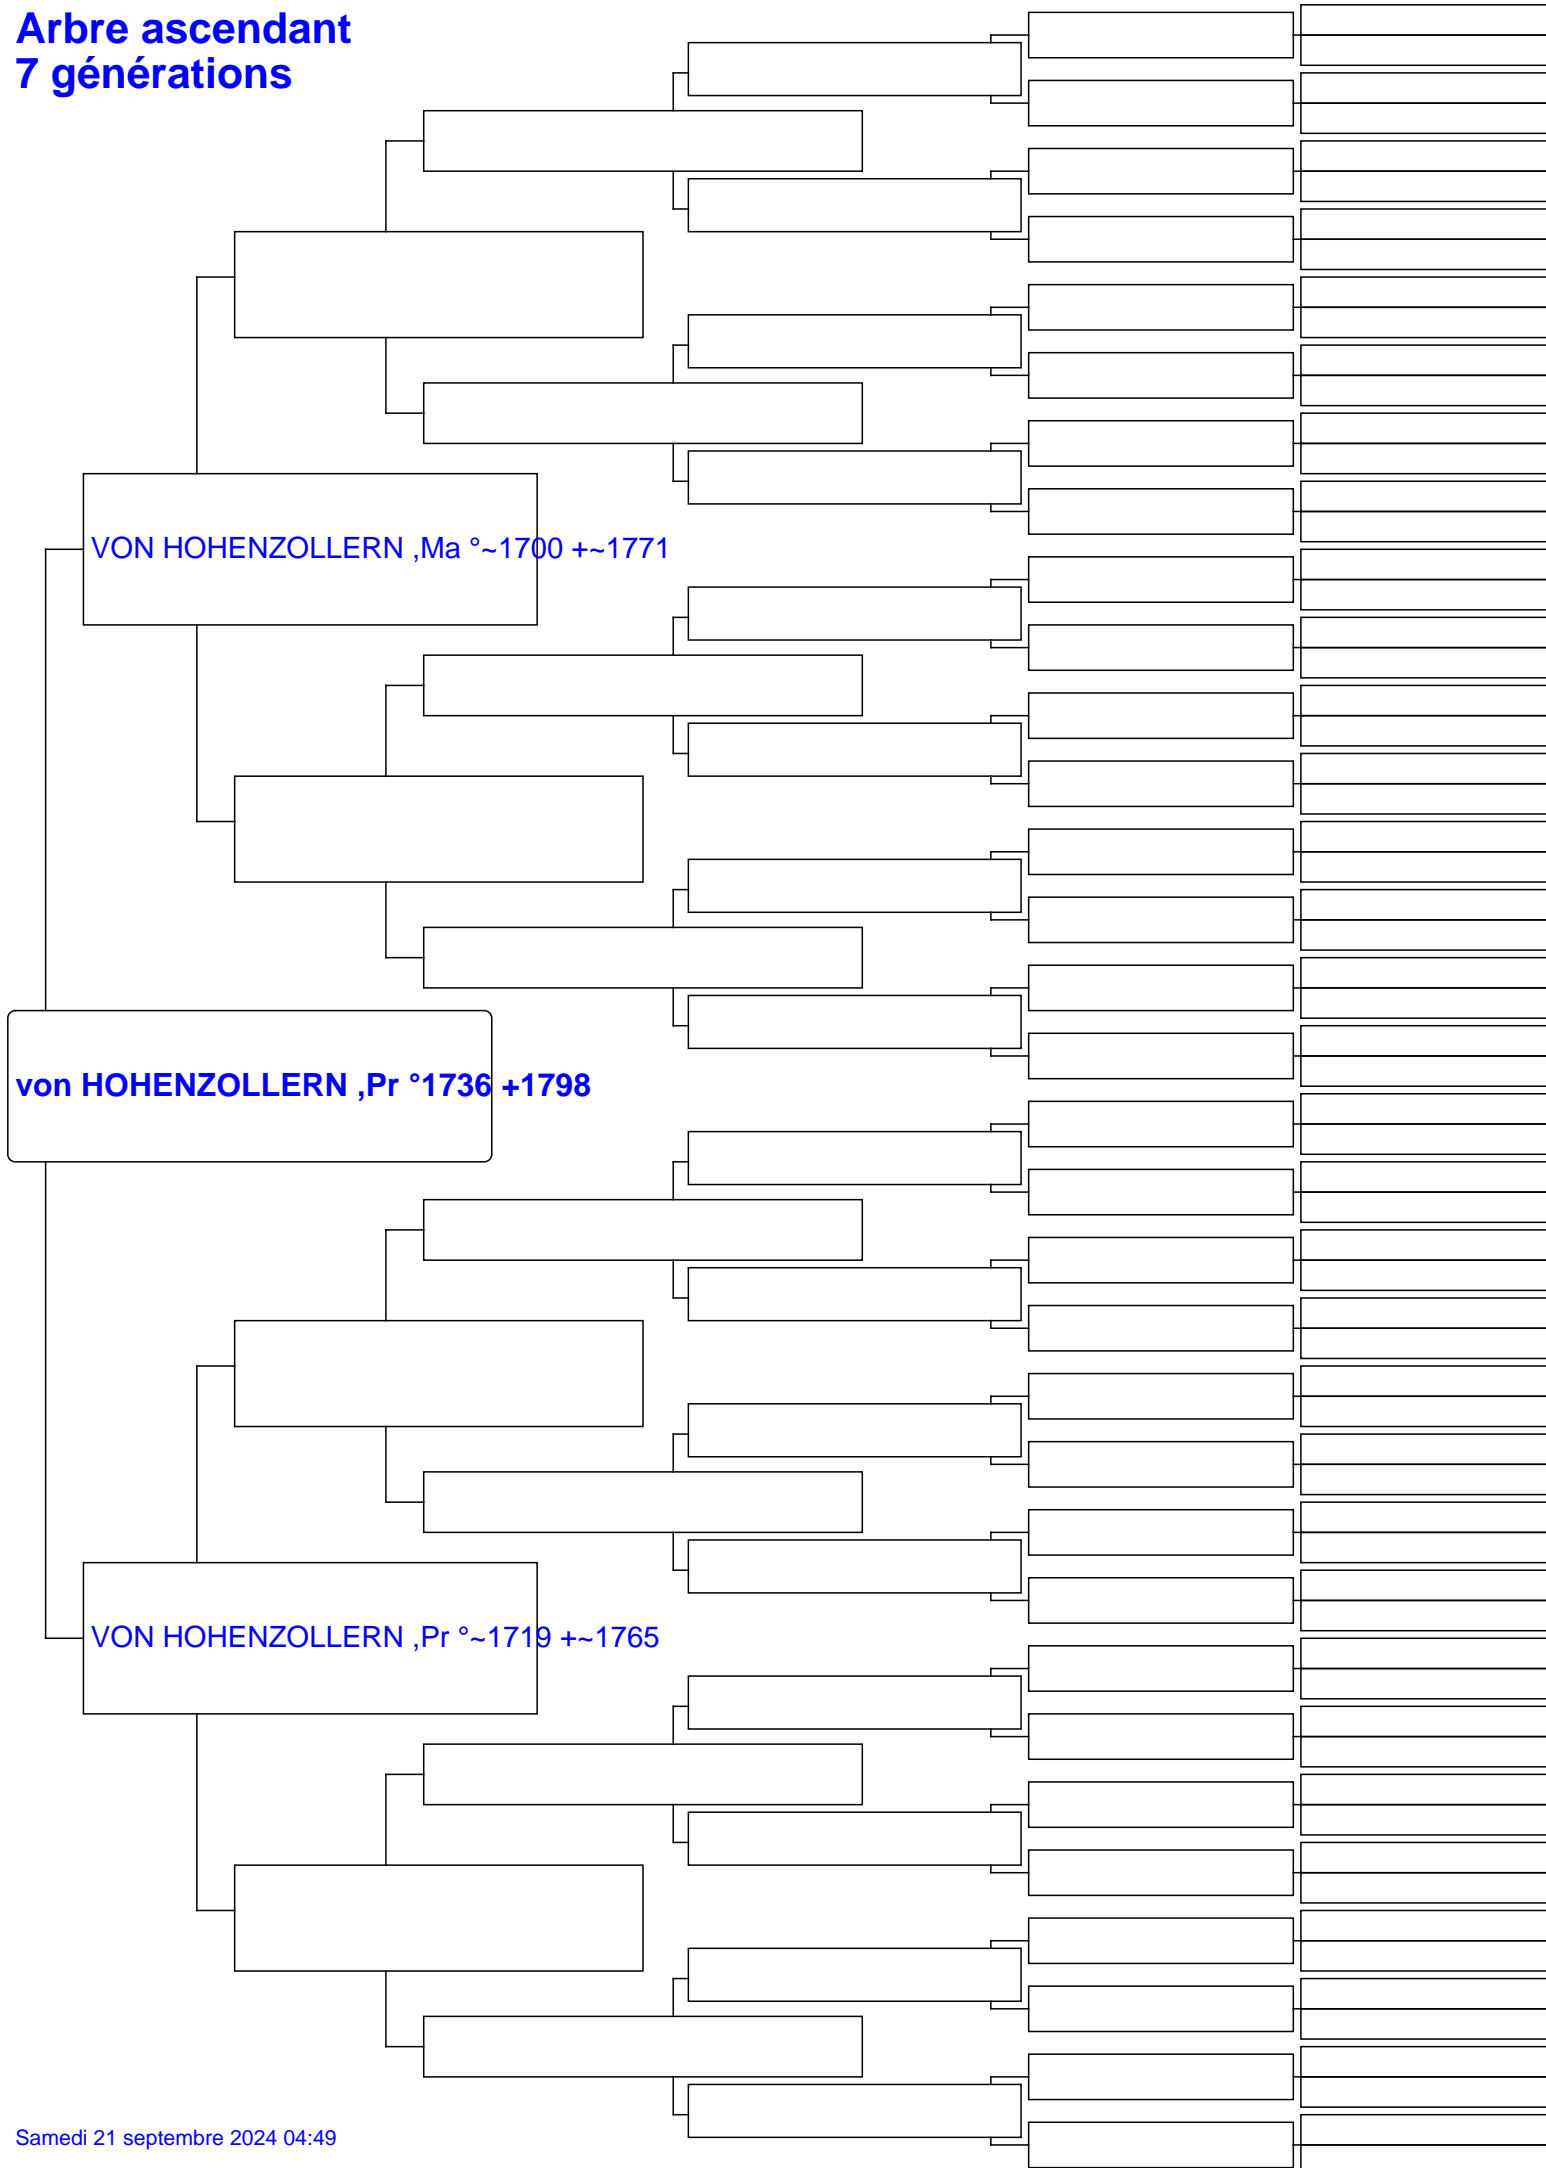 Arbre ascendant
7 générations
VON HOHENZOLLERN ,Ma °~1700 +~1771
von HOHENZOLLERN ,Pr °1736 +1798
VON HOHENZOLLERN ,Pr °~1719 +~1765
Samedi 21 septembre 2024 04:49